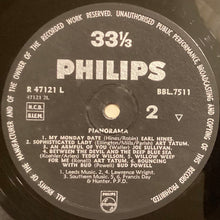 ALL RIGHTS OF THE MANUFACTURER AND OF THE OWNER OF THE RECORDED WORK RESERVED. UNAUTHORISED PUBLIC PERFORMANCE BROADCASTING AND COPYING OF THIS RECORD PROHIBITED.
33⅓
PHILIPS
R 47121 L
47121 2L
BBL.7511
N.C.B.
B.I.E.M.
2
PIANORAMA
1. MY MONDAY DATE (Hines/Robin) EARL HINES.
2. SOPHISTICATED LADY (Ellington/Mills/Parish) ART TATUM.
3. AN ARMFUL OF YOU (Walter Sullivan) JOE SULLIVAN.
4. BETWEEN THE DEVIL AND THE DEEP BLUE SEA
(Koehler/Arlen) TEDDY WILSON. 5. WILLOW WEEP
FOR ME (Ronell) ART TATUM. 6. BOUNCING
WITH BUD (Powell) BUD POWELL
1. Leeds Music. 2, 4. Lawrence Wright.
3. Southern Music. 5. Francis Day
& Hunter. P.P.D.
PHILIPS